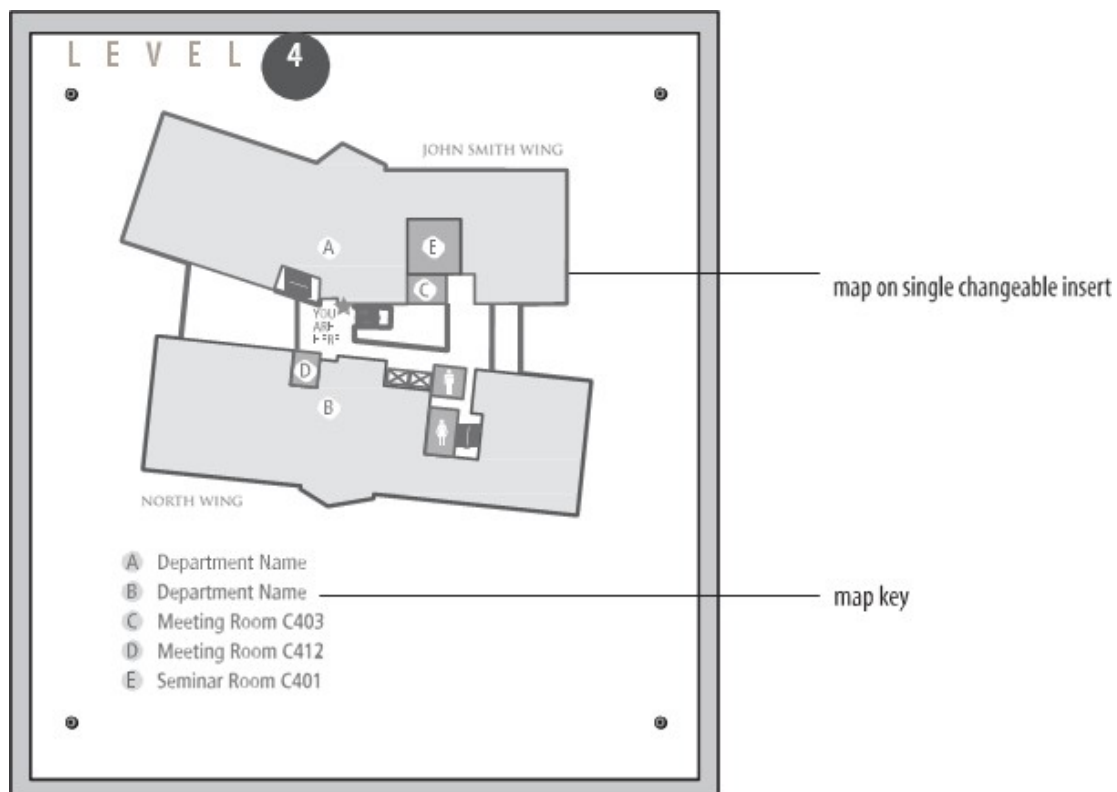 LEVEL 4
JOHN SMITH WING
A
E
C
YOU
ARE
HERE
D
B
NORTH WING
A Department Name
B Department Name
C Meeting Room C403
D Meeting Room C412
E Seminar Room C401
map on single changeable insert
map key